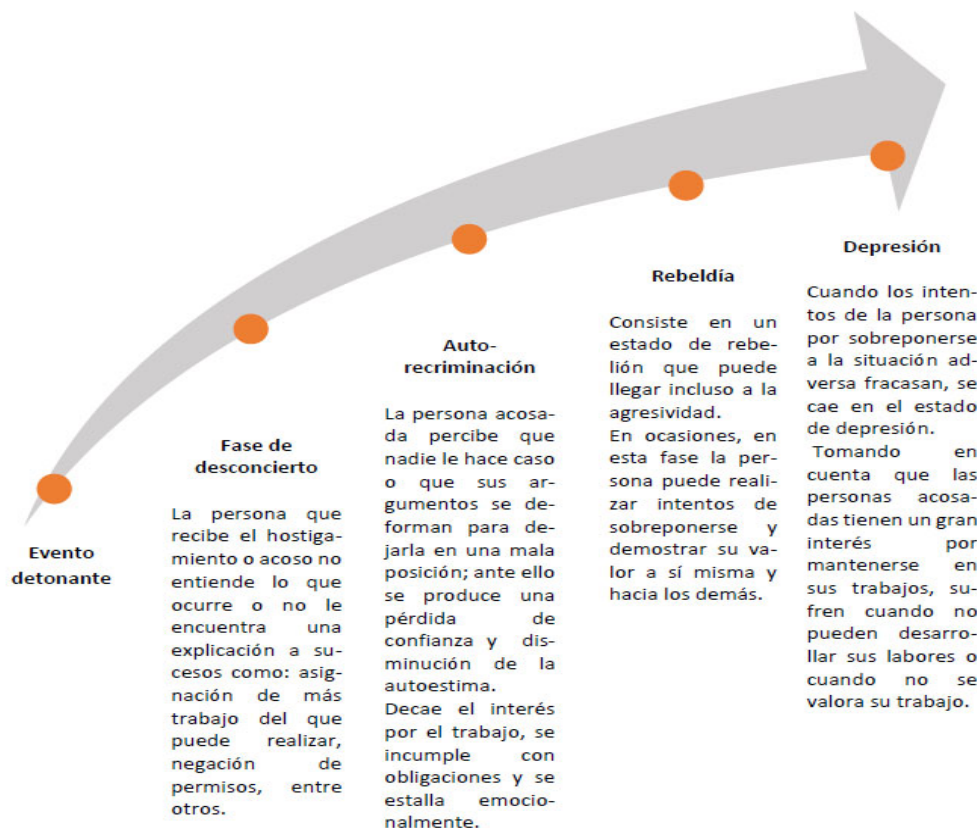 Evento
detonante
Fase de
desconcierto
La persona que
recibe el hostiga-
miento o acoso no
entiende lo que
ocurre o no le
encuentra una
explicación a su-
cesos como: asig-
nación de más
trabajo del que
puede realizar,
negación de
permisos, entre
otros.
Auto-
recriminación
La persona acosa-
da percibe que
nadie le hace caso
o que sus ar-
gumentos se de-
forman para de-
jarla en una mala
posición; ante ello
se produce una
pérdida de
confianza y dis-
minución de la
autoestima.
Decae el interés
por el trabajo, se
incumple con
obligaciones y se
estalla emocio-
nalmente.
Rebeldía
Consiste en un
estado de rebe-
lión que puede
llegar incluso a la
agresividad.
En ocasiones, en
esta fase la per-
sona puede reali-
zar intentos de
sobreponerse y
demostrar su va-
lor a sí misma y
hacia los demás.
Depresión
Cuando los inten-
tos de la persona
por sobreponerse
a la situación ad-
versa fracasan, se
cae en el estado
de depresión.
Tomando en
cuenta que las
personas acosa-
das tienen un gran
interés por
mantenerse en
sus trabajos, su-
fren cuando no
pueden desarro-
llar sus labores o
cuando no se
valora su trabajo.